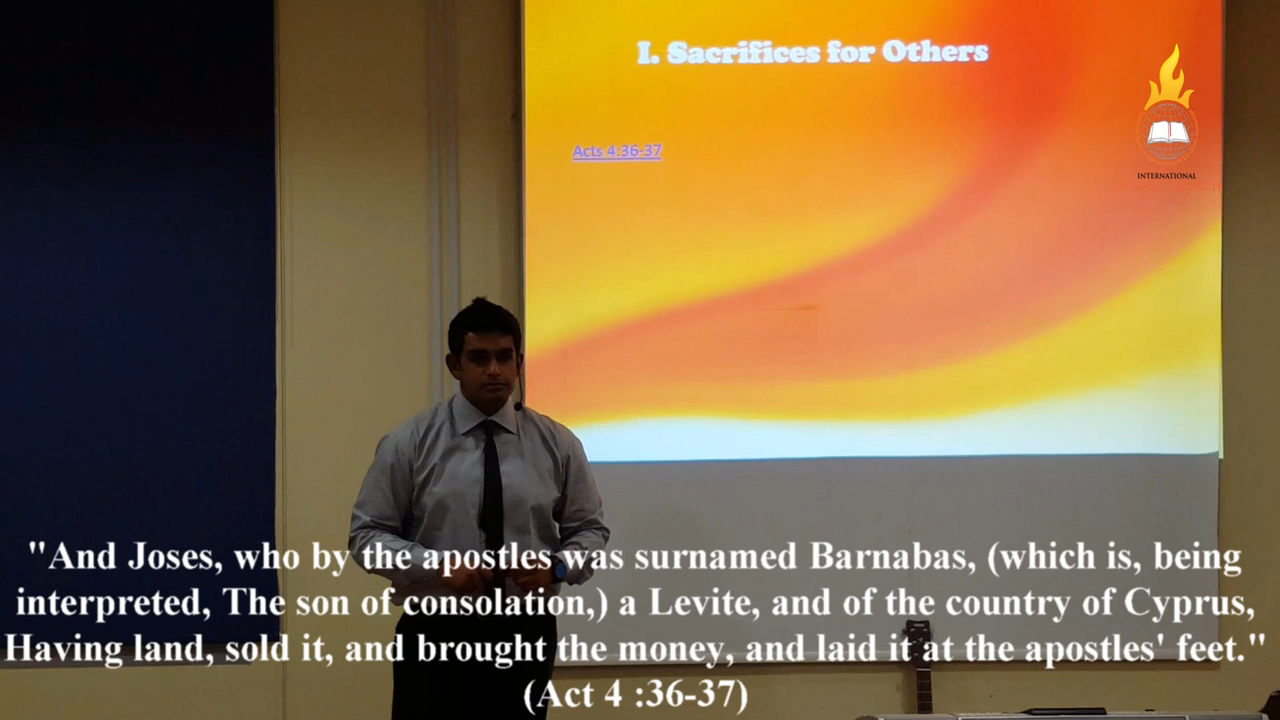 I. Sacrifices for Others
Acts 4:36-37
INTERNATIONAL
"And Joses, who by the apostles was surnamed Barnabas, (which is, being
interpreted, The son of consolation,) a Levite, and of the country of Cyprus,
Having land, sold it, and brought the money, and laid it at the apostles' feet."
(Act 4 :36-37)